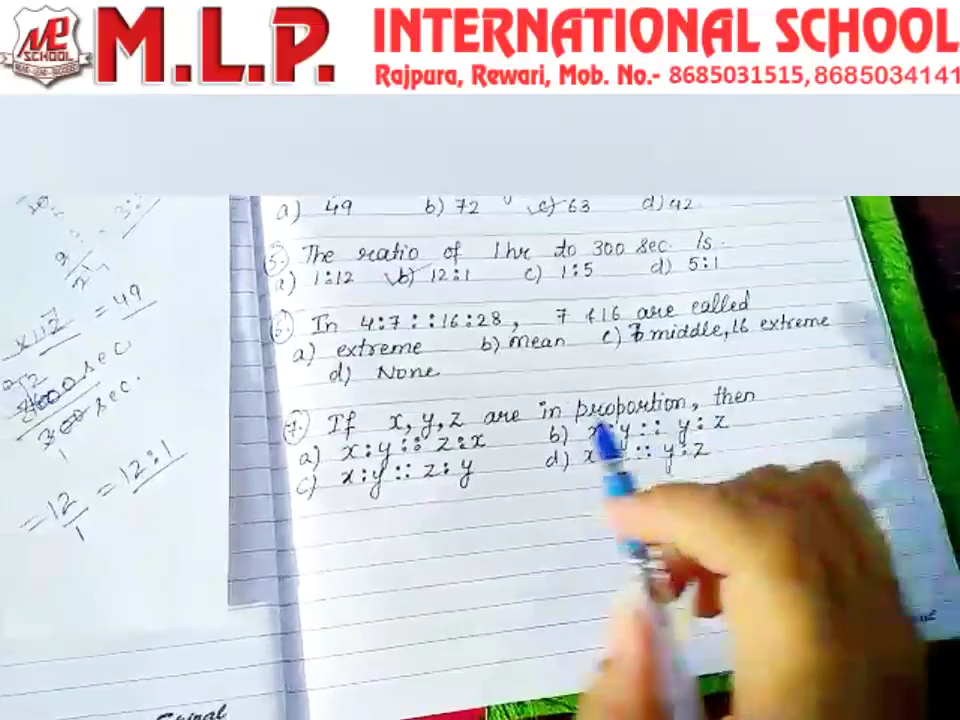 M.L.P. INTERNATIONAL SCHOOL
SCHOOL
Rajpura, Rewari, Mob. No.- 8685031515, 8685034141
a) 49 b) 72 c) 63 d) 42
5. The ratio of 1hr to 300 sec. is
a) 1:12 b) 12:1 c) 1:5 d) 5:1
6. In 4:7::16:28, 7 & 16 are called
a) extreme b) mean c) 7 middle, 16 extreme
d) None
7. If x, y, z are in proportion, then
a) x:y :: z:x b) x:y :: y:z
c) x:y :: z:y d) :: y:z
= 49
sec
sec.
= 12/1 = 12:1
Spiral